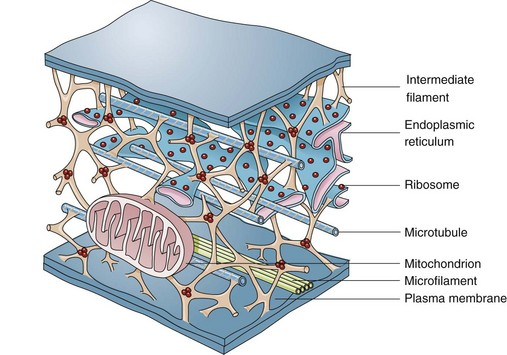 Intermediate
filament
Endoplasmic
reticulum
Ribosome
Microtubule
Mitochondrion
Microfilament
Plasma membrane